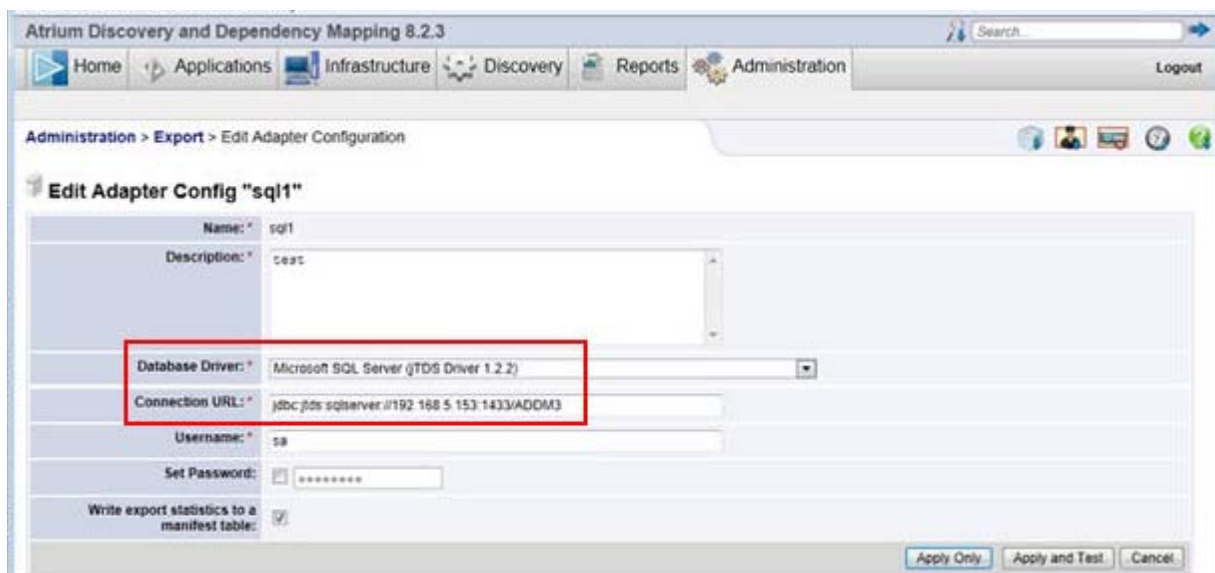 Atrium Discovery and Dependency Mapping 8.2.3
Search...
Home Applications Infrastructure Discovery Reports Administration Logout
Administration > Export > Edit Adapter Configuration
Edit Adapter Config "sql1"
Name: * sql1
Description: * test
Database Driver: * Microsoft SQL Server (jTDS Driver 1.2.2)
Connection URL: * jdbc:jtds:sqlserver://192.168.5.153:1433/ADDM3
Username: * sa
Set Password: ********
Write export statistics to a
manifest table:
Apply Only Apply and Test Cancel